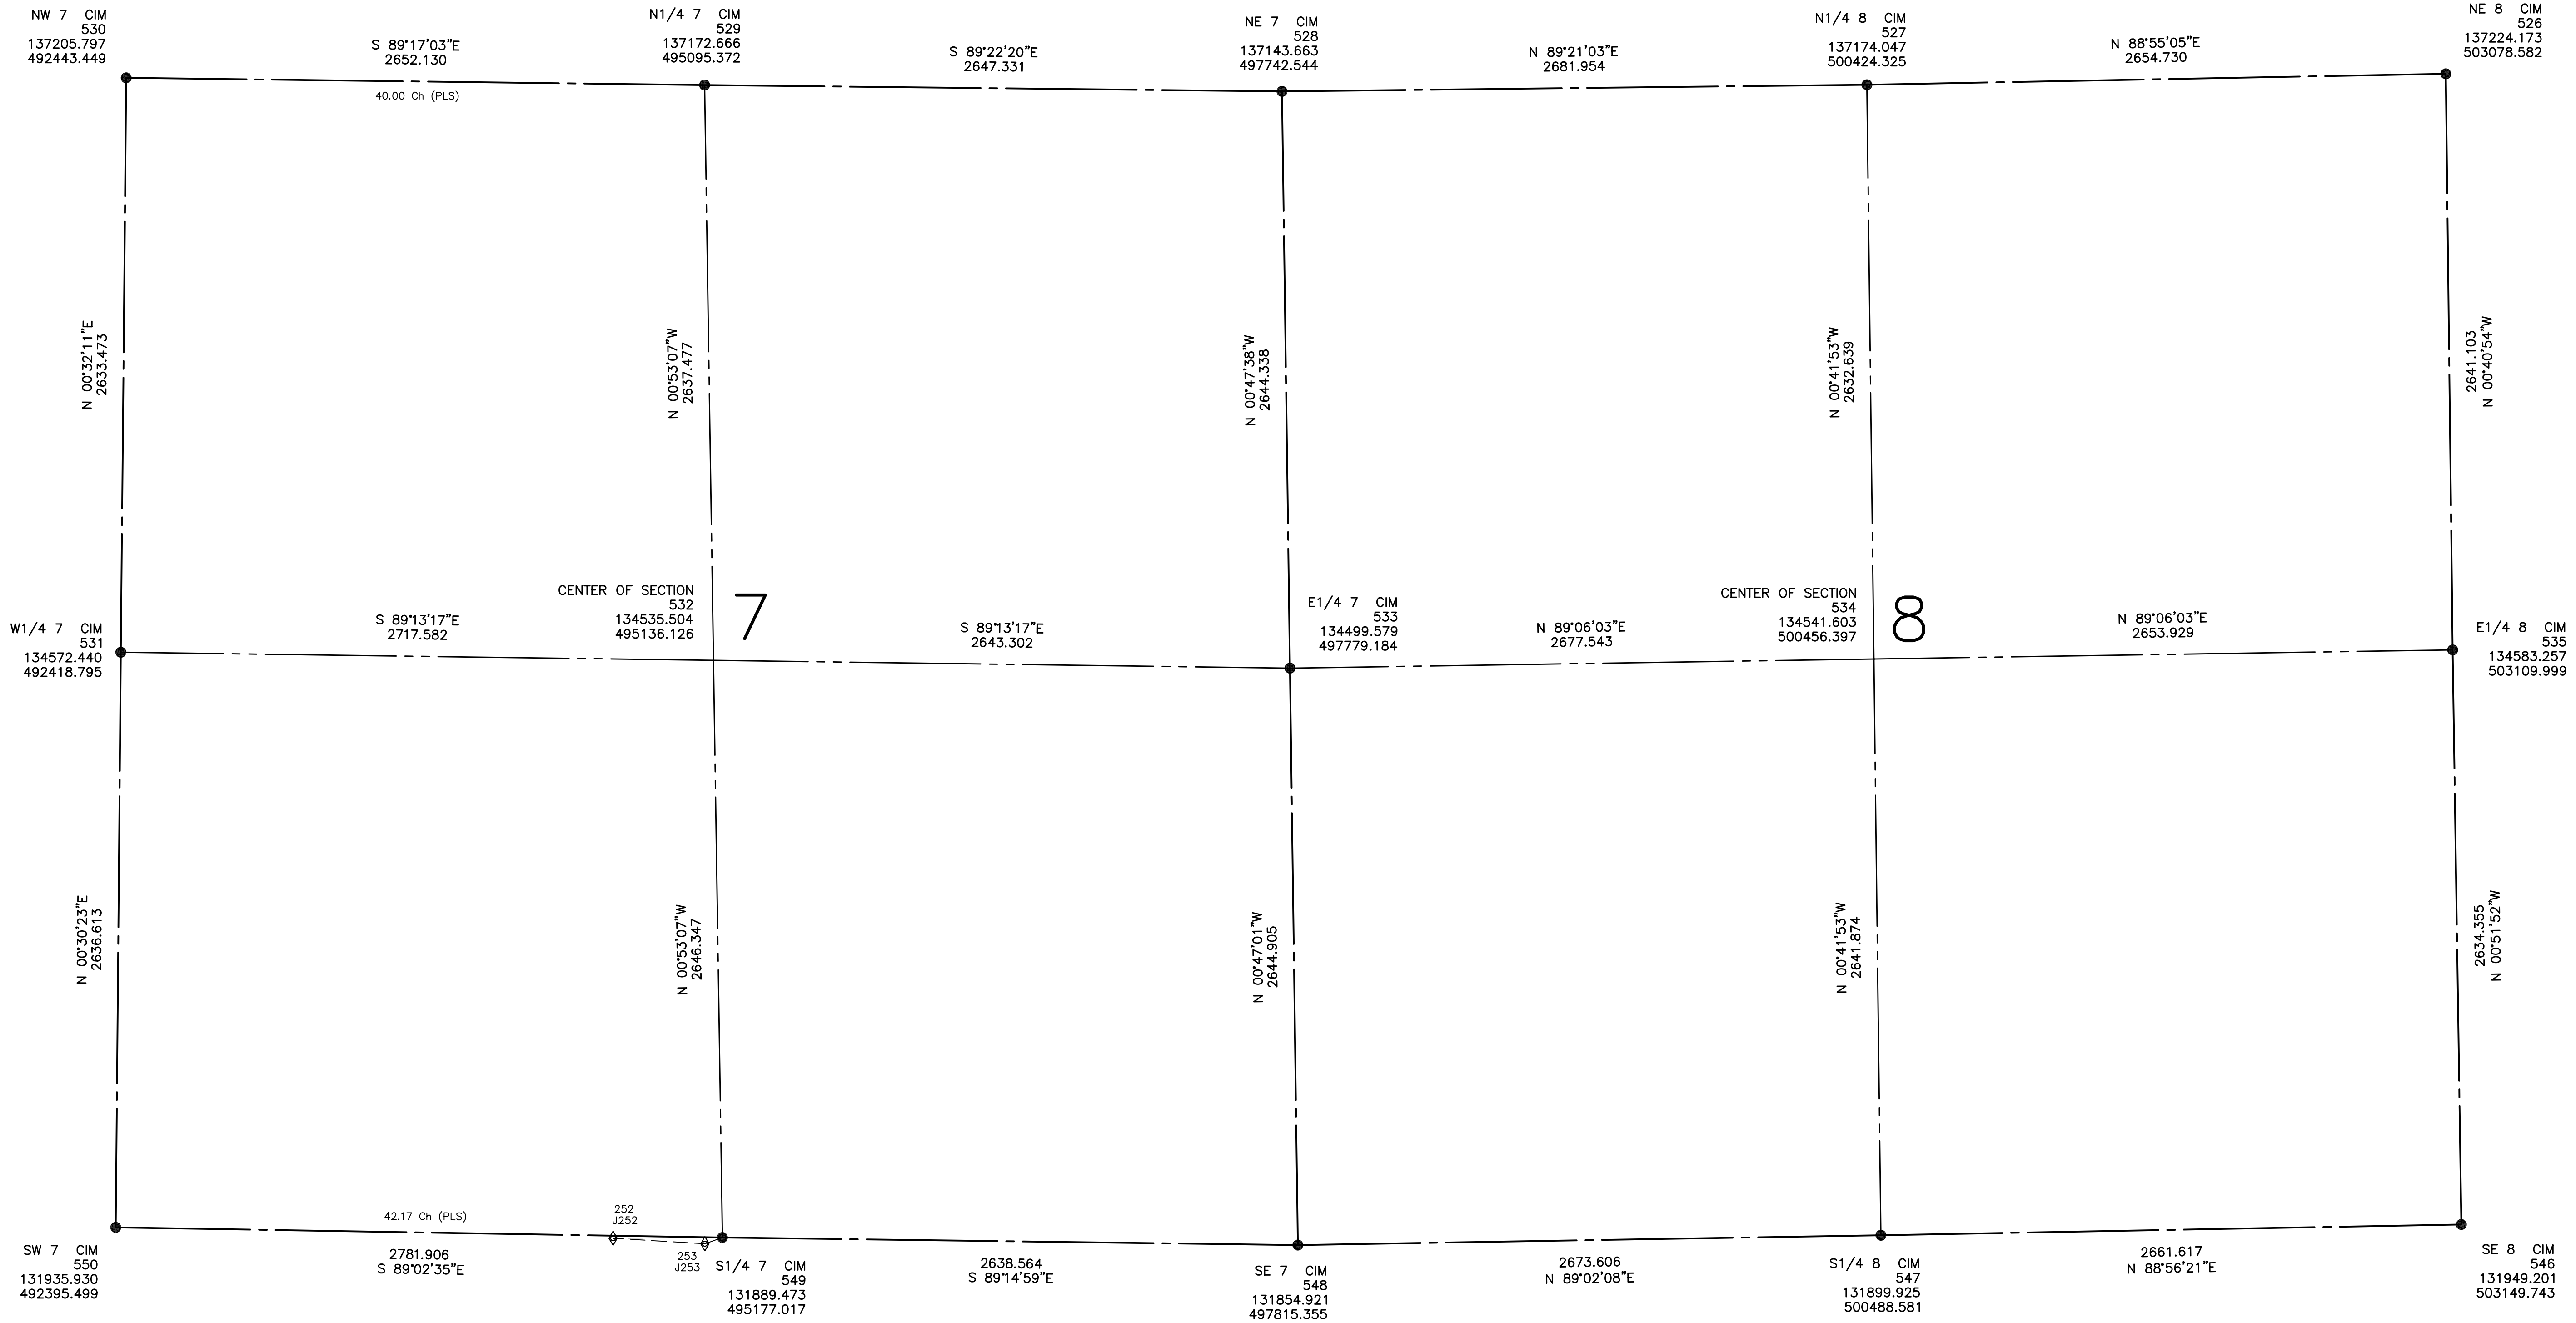 NW 7 CIM
530
137205.797
492443.449
S 89°17'03"E
2652.130
40.00 Ch (PLS)
N1/4 7 CIM
529
137172.666
495095.372
S 89°22'20"E
2647.331
NE 7 CIM
528
137143.663
497742.544
N 89°21'03"E
2681.954
N1/4 8 CIM
527
137174.047
500424.325
N 88°55'05"E
2654.730
NE 8 CIM
526
137224.173
503078.582
N 00°32'11"E
2633.473
N 00°53'07"W
2637.477
N 00°47'38"W
2644.338
N 00°41'53"W
2632.639
2641.103
N 00°40'54"W
W1/4 7 CIM
531
134572.440
492418.795
S 89°13'17"E
2717.582
CENTER OF SECTION
532
134535.504
495136.126
7
S 89°13'17"E
2643.302
E1/4 7 CIM
533
134499.579
497779.184
N 89°06'03"E
2677.543
CENTER OF SECTION
534
134541.603
500456.397
8
N 89°06'03"E
2653.929
E1/4 8 CIM
535
134583.257
503109.999
N 00°30'23"E
2636.613
N 00°53'07"W
2646.347
N 00°47'01"W
2644.905
N 00°41'53"W
2641.874
2634.355
N 00°51'52"W
SW 7 CIM
550
131935.930
492395.499
42.17 Ch (PLS)
2781.906
S 89°02'35"E
252
J252
253
J253
S1/4 7 CIM
549
131889.473
495177.017
2638.564
S 89°14'59"E
SE 7 CIM
548
131854.921
497815.355
2673.606
N 89°02'08"E
S1/4 8 CIM
547
131899.925
500488.581
2661.617
N 88°56'21"E
SE 8 CIM
546
131949.201
503149.743